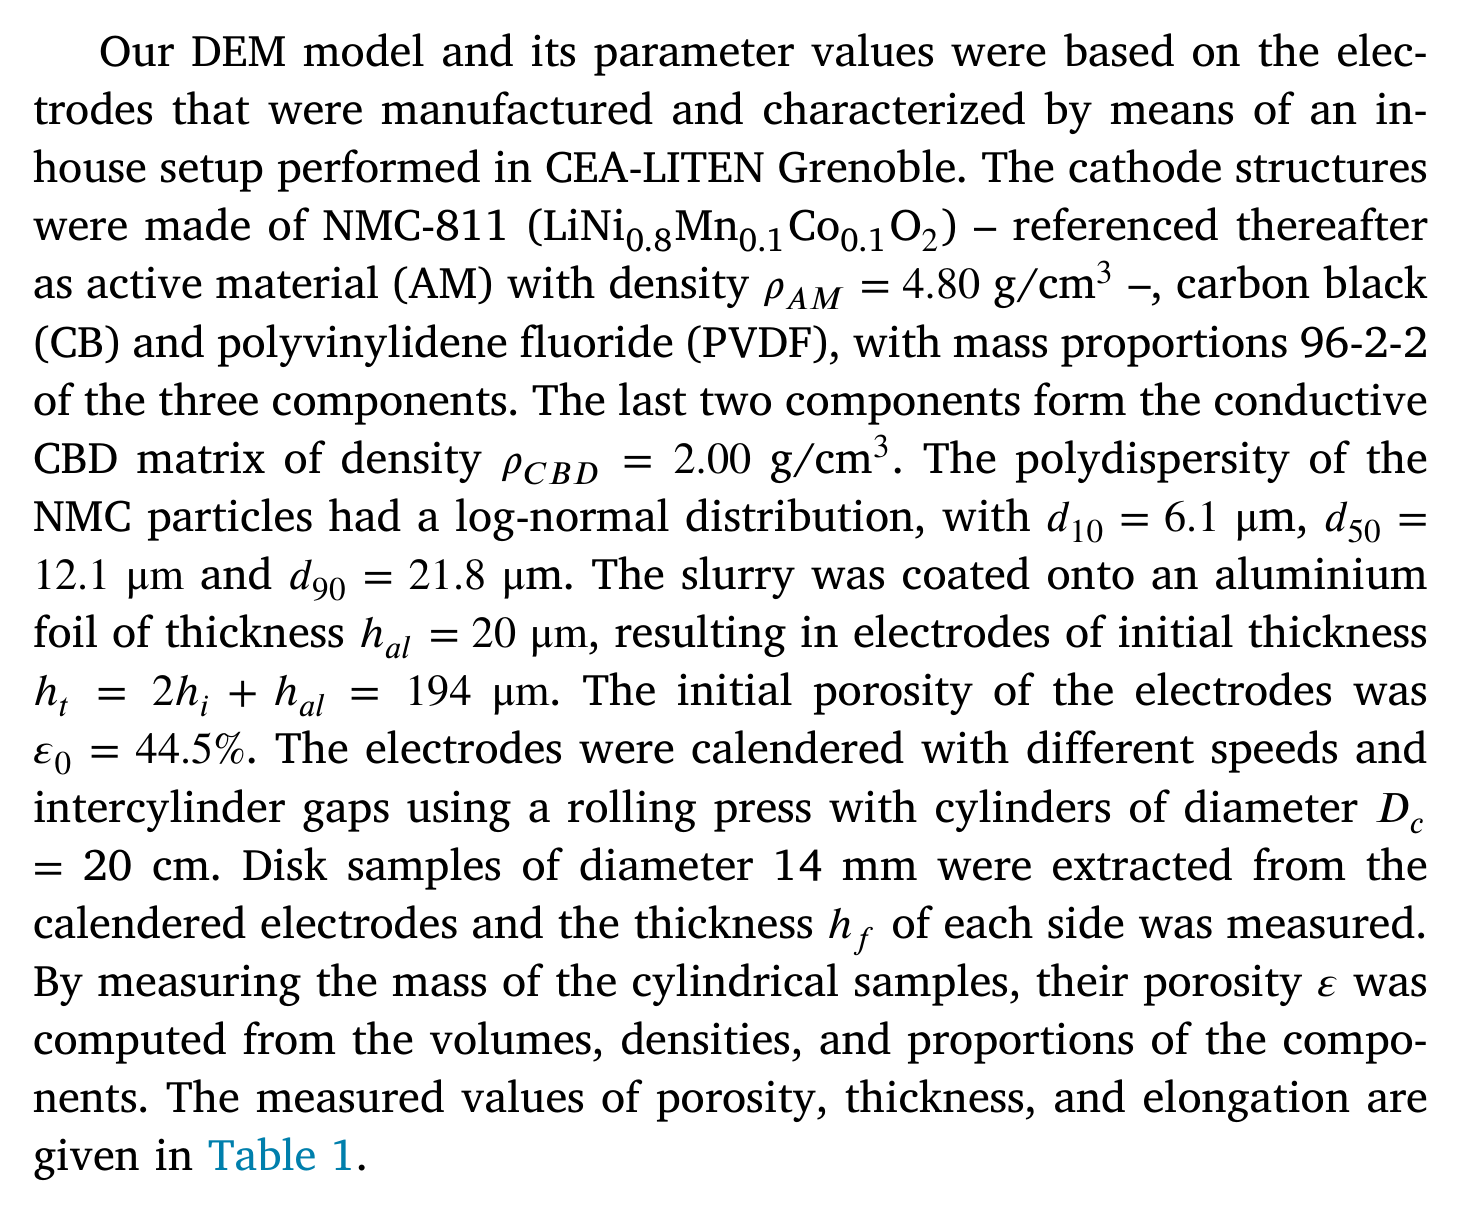 Our DEM model and its parameter values were based on the elec-
trodes that were manufactured and characterized by means of an in-
house setup performed in CEA-LITEN Grenoble. The cathode structures
were made of NMC-811 (LiNi₀.₈Mn₀.₁Co₀.₁O₂) – referenced thereafter
as active material (AM) with density ρ_AM = 4.80 g/cm³ –, carbon black
(CB) and polyvinylidene fluoride (PVDF), with mass proportions 96-2-2
of the three components. The last two components form the conductive
CBD matrix of density ρ_CBD = 2.00 g/cm³. The polydispersity of the
NMC particles had a log-normal distribution, with d₁₀ = 6.1 μm, d₅₀ =
12.1 μm and d₉₀ = 21.8 μm. The slurry was coated onto an aluminium
foil of thickness h_al = 20 μm, resulting in electrodes of initial thickness
h_t = 2h_i + h_al = 194 μm. The initial porosity of the electrodes was
ε₀ = 44.5%. The electrodes were calendered with different speeds and
intercylinder gaps using a rolling press with cylinders of diameter D_c
= 20 cm. Disk samples of diameter 14 mm were extracted from the
calendered electrodes and the thickness h_f of each side was measured.
By measuring the mass of the cylindrical samples, their porosity ε was
computed from the volumes, densities, and proportions of the compo-
nents. The measured values of porosity, thickness, and elongation are
given in Table 1.